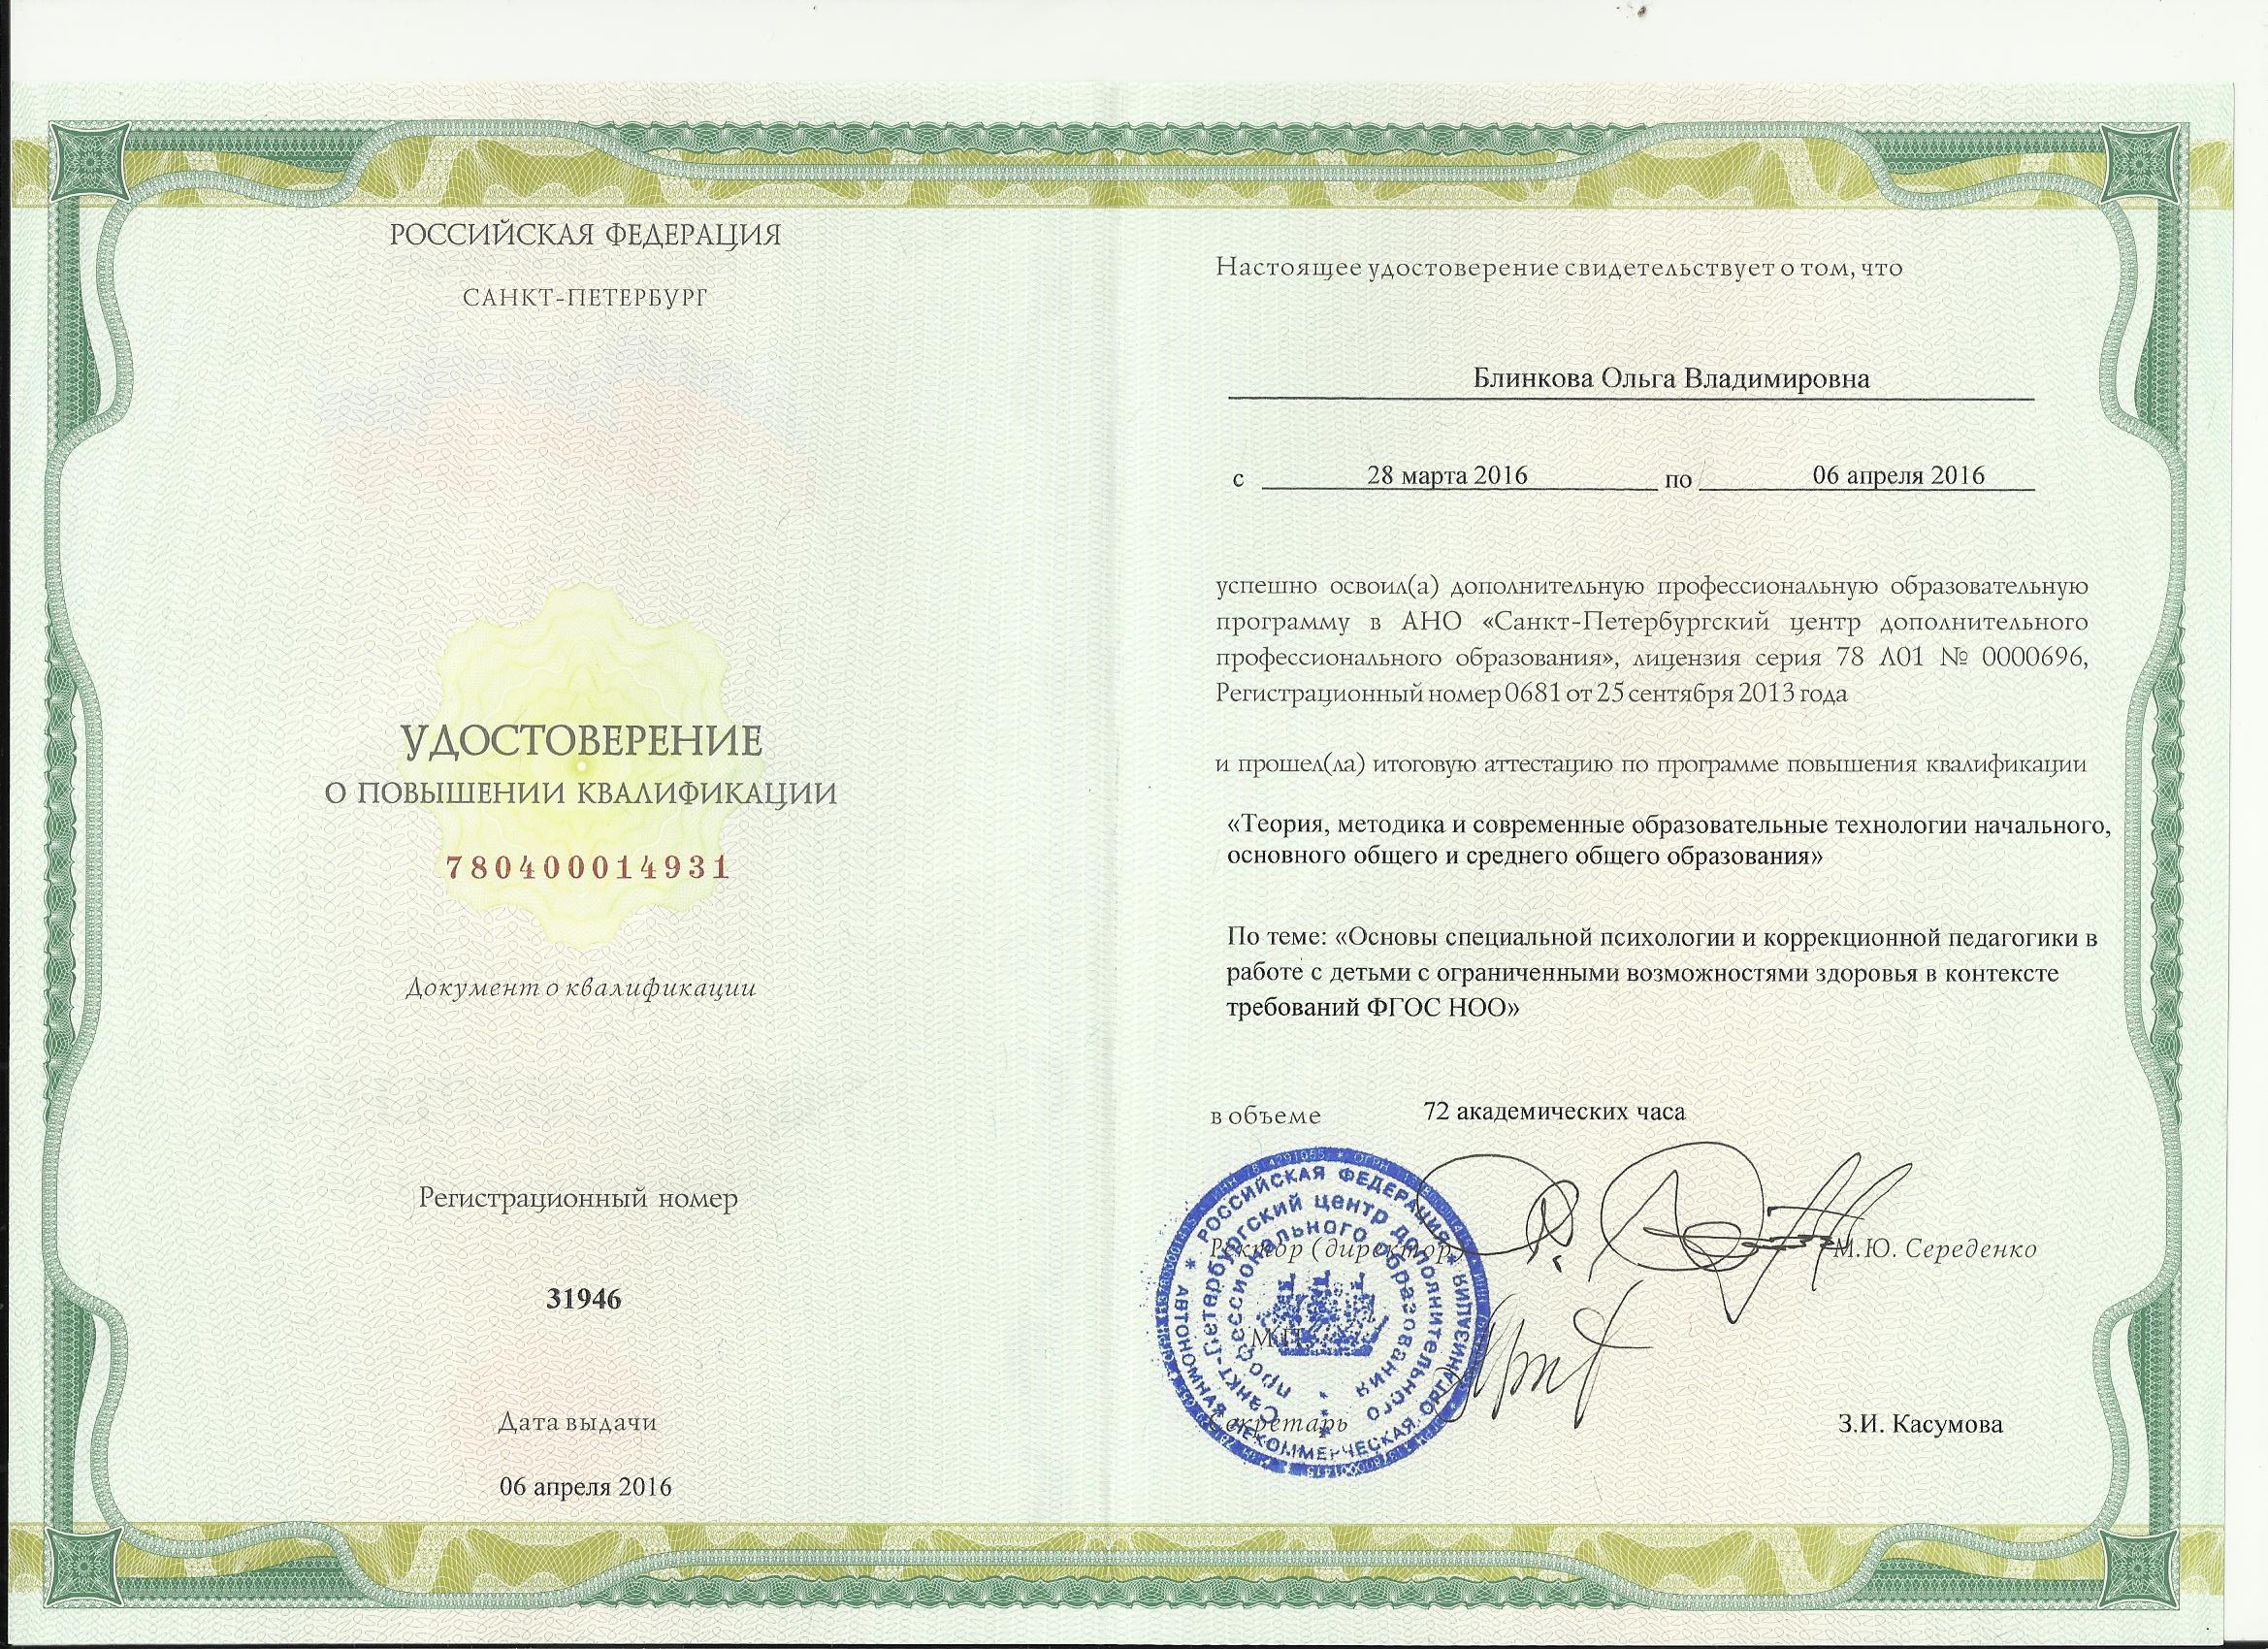 РОССИЙСКАЯ ФЕДЕРАЦИЯ
САНКТ-ПЕТЕРБУРГ
УДОСТОВЕРЕНИЕ
О ПОВЫШЕНИИ КВАЛИФИКАЦИИ
780400014931
Документ о квалификации
Регистрационный номер
31946
Дата выдачи
06 апреля 2016
Настоящее удостоверение свидетельствует о том, что
Блинкова Ольга Владимировна
с 28 марта 2016 по 06 апреля 2016
успешно освоил(а) дополнительную профессиональную образовательную
программу в АНО «Санкт-Петербургский центр дополнительного
профессионального образования», лицензия серия 78 Л01 № 0000696,
Регистрационный номер 0681 от 25 сентября 2013 года
и прошел(ла) итоговую аттестацию по программе повышения квалификации
«Теория, методика и современные образовательные технологии начального,
основного общего и среднего общего образования»
По теме: «Основы специальной психологии и коррекционной педагогики в
работе с детьми с ограниченными возможностями здоровья в контексте
требований ФГОС НОО»
в объеме 72 академических часа
Ректор (директор) М.Ю. Середенко
М.П.
Секретарь З.И. Касумова
РОССИЙСКАЯ ФЕДЕРАЦИЯ
АВТОНОМНАЯ НЕКОММЕРЧЕСКАЯ ОРГАНИЗАЦИЯ
Санкт-Петербургский центр дополнительного
профессионального образования